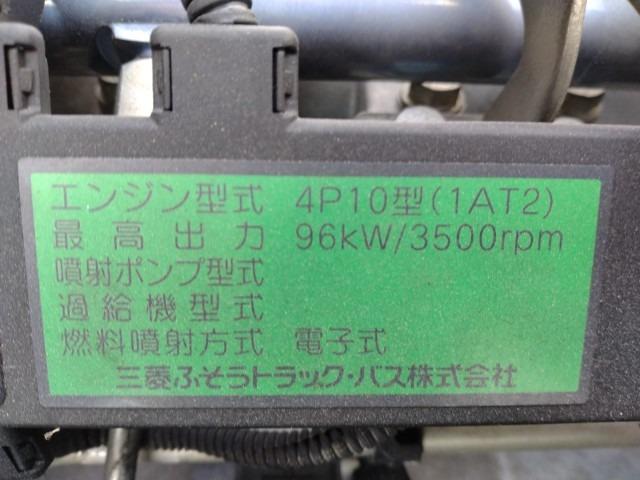 エンジン型式 4P10型(1AT2)
最高出力 96kW/3500rpm
噴射ポンプ型式
過給機型式
燃料噴射方式 電子式
三菱ふそうトラック・バス株式会社